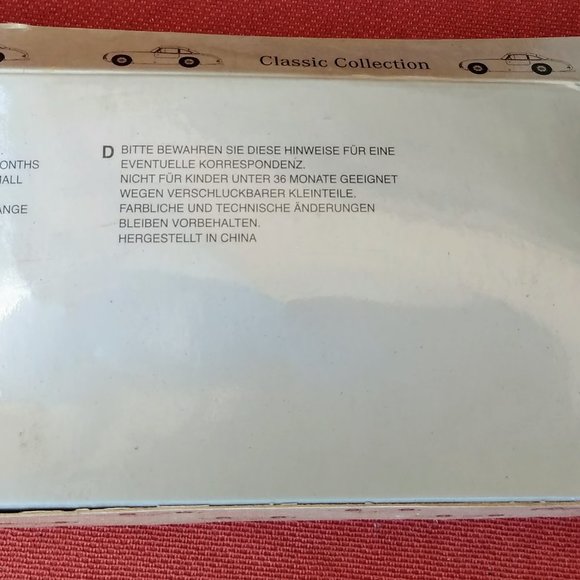 Classic Collection
ONTHS
MALL
ANGE
D BITTE BEWAHREN SIE DIESE HINWEISE FÜR EINE
EVENTUELLE KORRESPONDENZ.
NICHT FÜR KINDER UNTER 36 MONATE GEEIGNET
WEGEN VERSCHLUCKBARER KLEINTEILE.
FARBLICHE UND TECHNISCHE ÄNDERUNGEN
BLEIBEN VORBEHALTEN.
HERGESTELLT IN CHINA